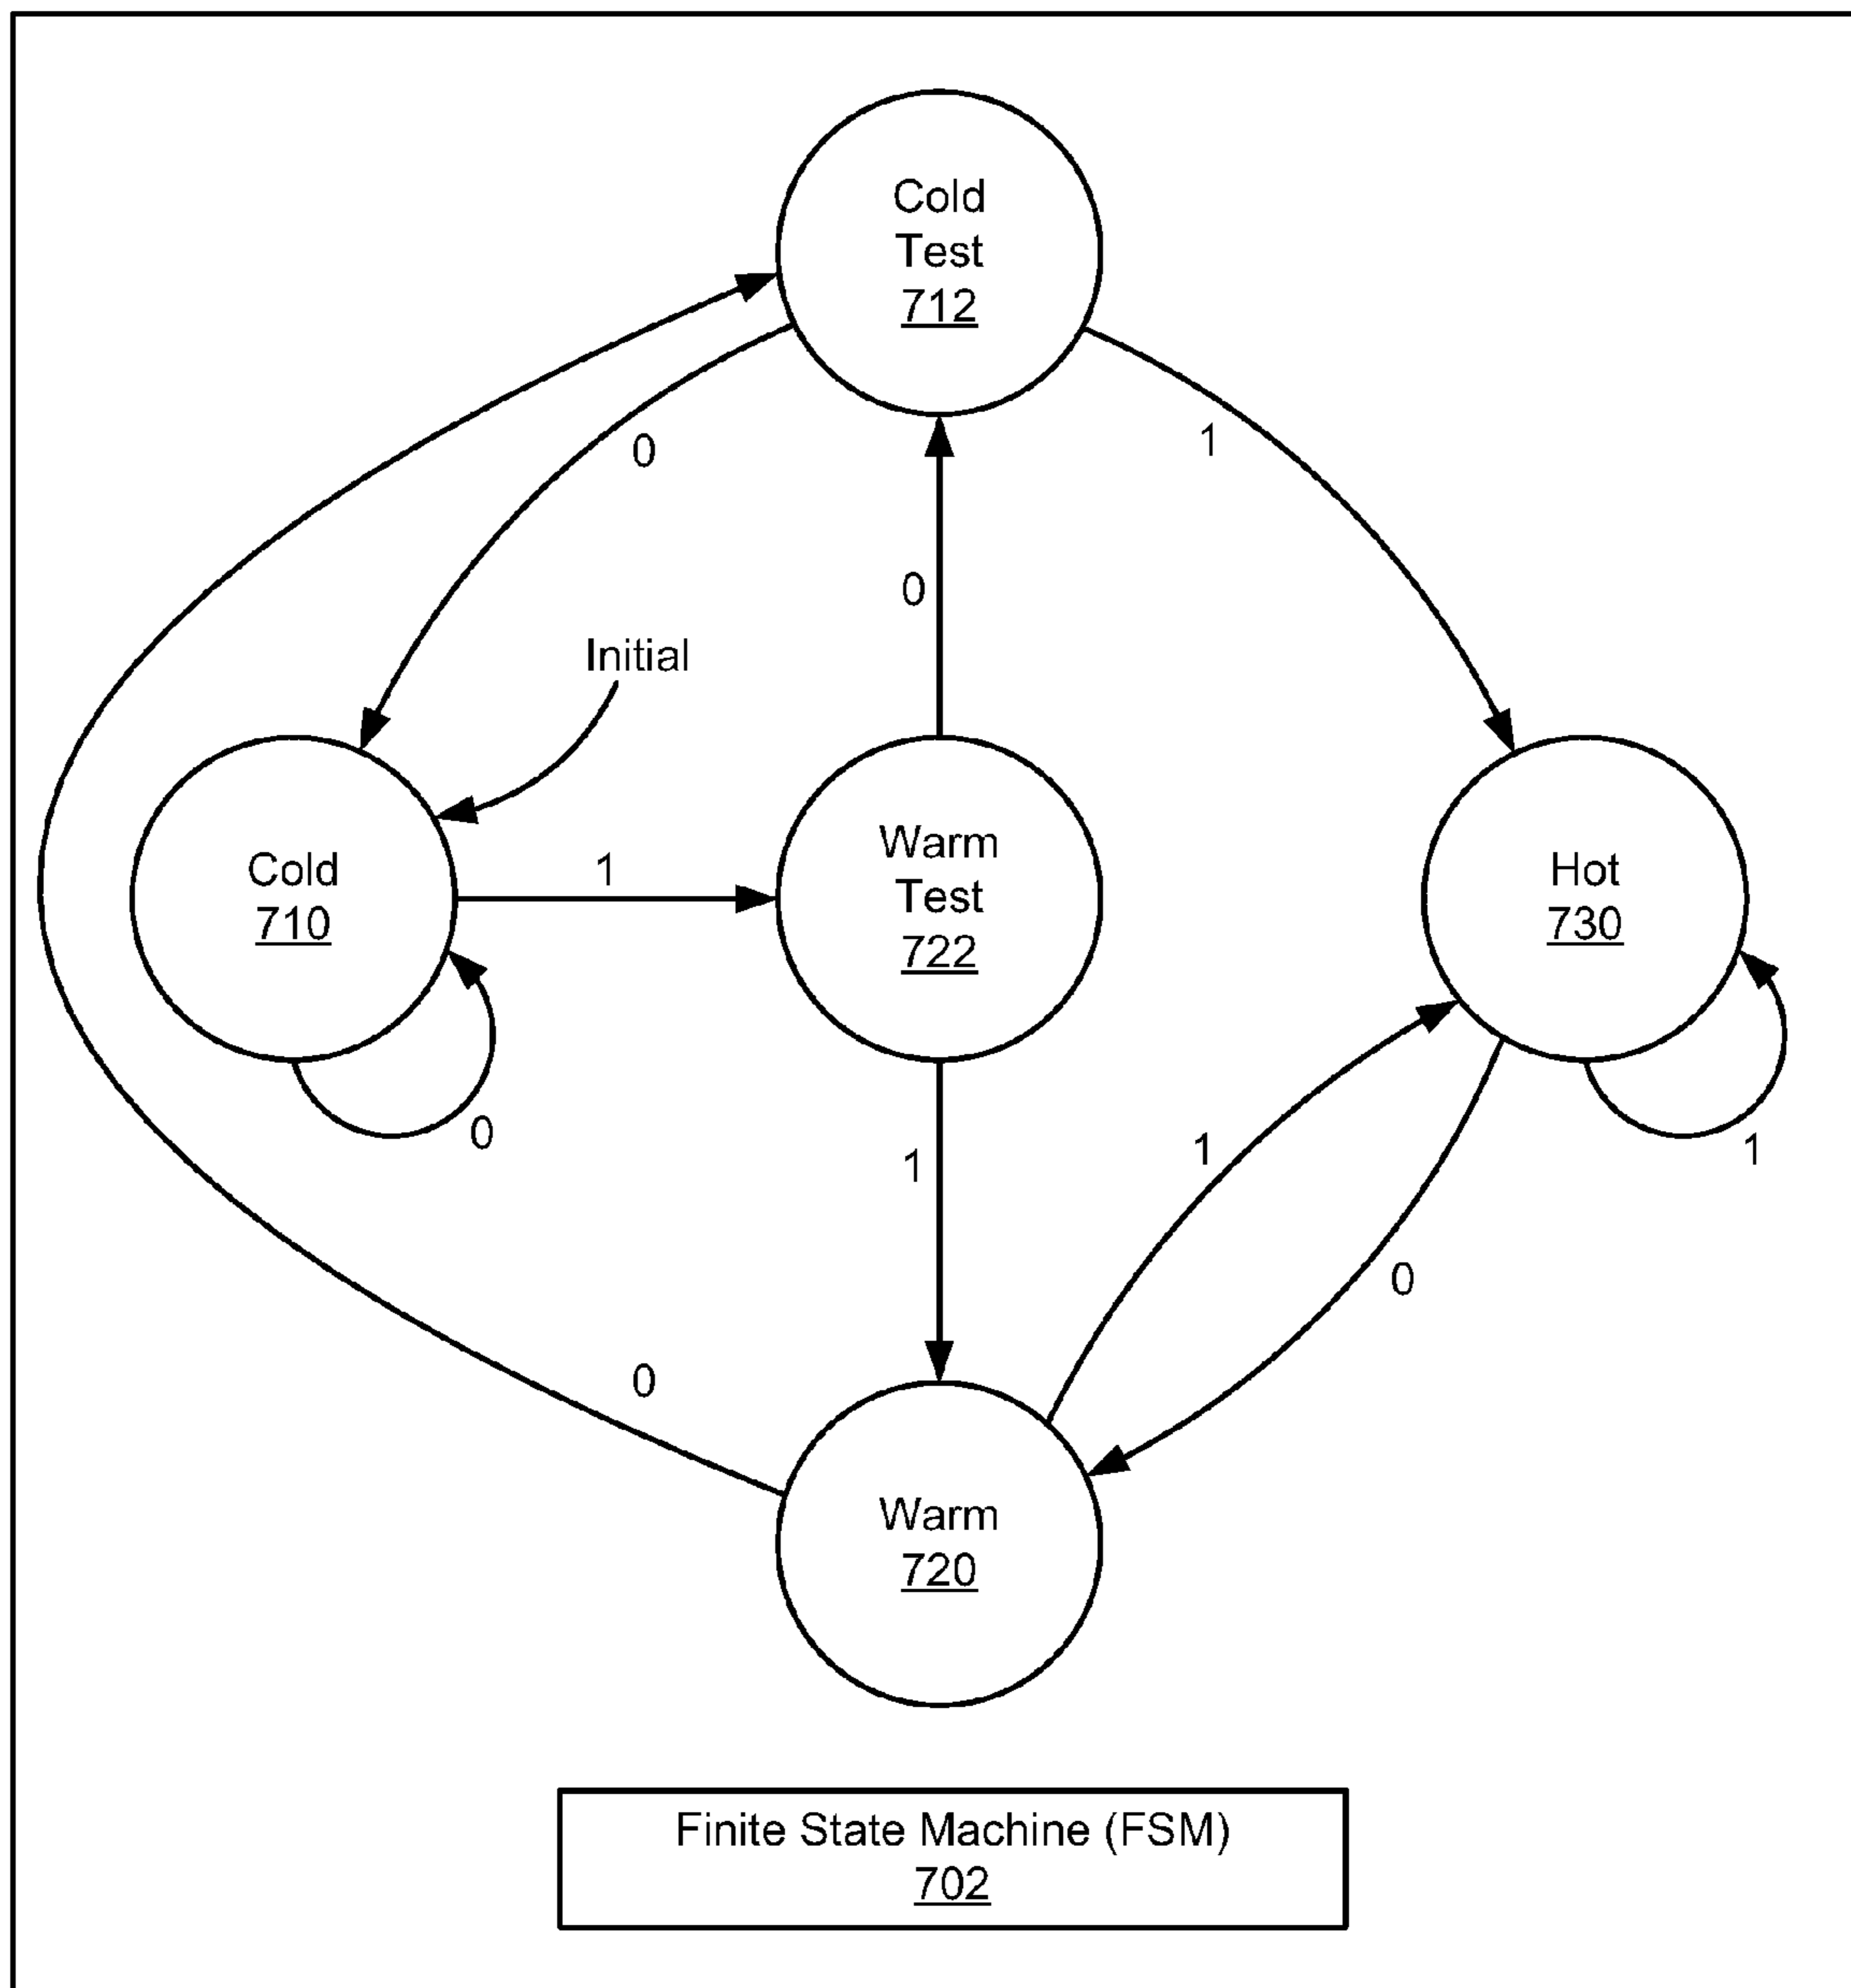 Cold
Test
712
0
1
0
Initial
Cold
710
1
Warm
Test
722
Hot
730
0
1
1
1
0
0
Warm
720
Finite State Machine (FSM)
702